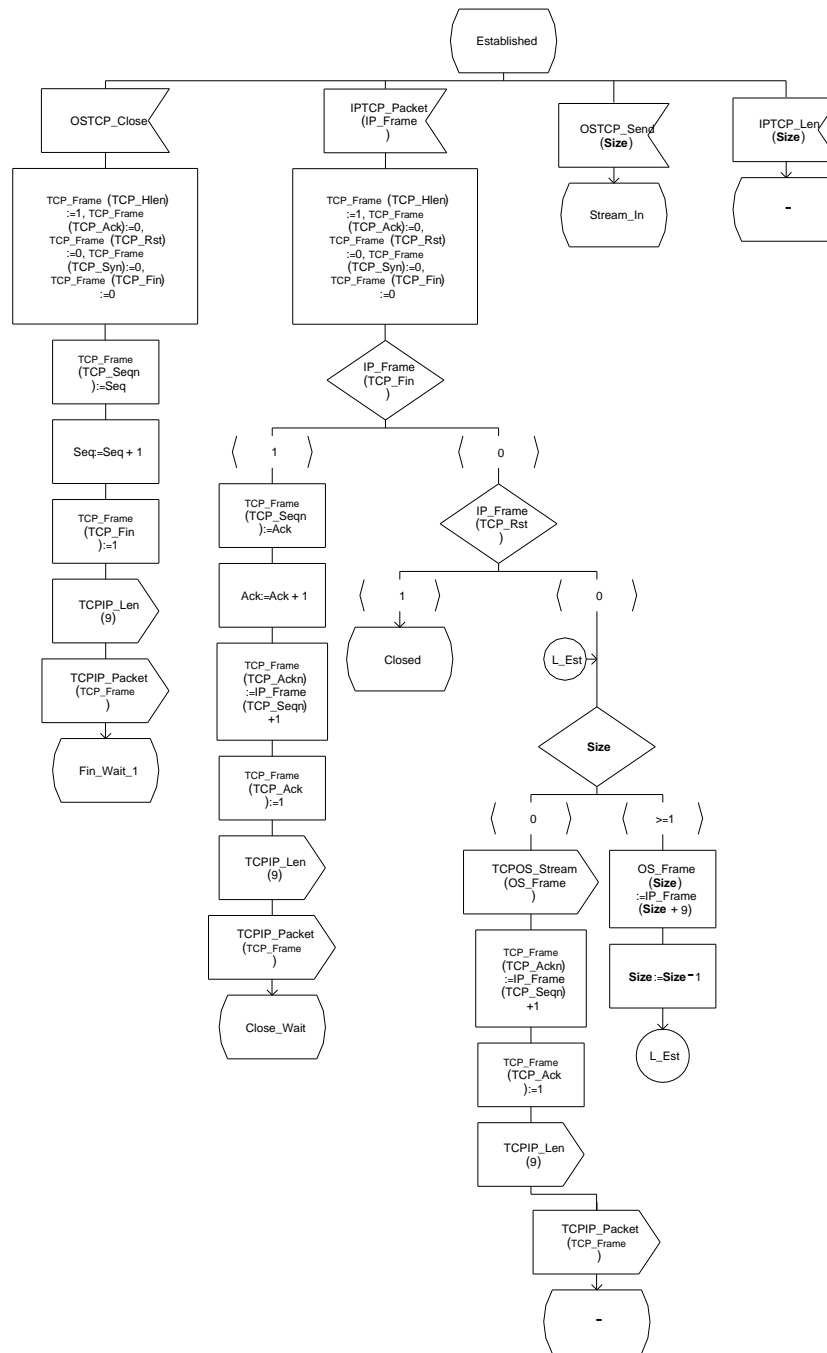 Established
OSTCP_Close
IPTCP_Packet
(IP_Frame
)
OSTCP_Send
(Size)
IPTCP_Len
(Size)
TCP_Frame (TCP_Hlen)
:=1, TCP_Frame
(TCP_Ack):=0,
TCP_Frame (TCP_Rst)
:=0, TCP_Frame
(TCP_Syn):=0,
TCP_Frame (TCP_Fin)
:=0
TCP_Frame (TCP_Hlen)
:=1, TCP_Frame
(TCP_Ack):=0,
TCP_Frame (TCP_Rst)
:=0, TCP_Frame
(TCP_Syn):=0,
TCP_Frame (TCP_Fin)
:=0
Stream_In
-
TCP_Frame
(TCP_Seqn
):=Seq
Seq:=Seq + 1
TCP_Frame
(TCP_Fin
):=1
TCPIP_Len
(9)
TCPIP_Packet
(TCP_Frame
)
Fin_Wait_1
IP_Frame
(TCP_Fin
)
1
0
TCP_Frame
(TCP_Seqn
):=Ack
Ack:=Ack + 1
TCP_Frame
(TCP_Ackn)
:=IP_Frame
(TCP_Seqn)
+1
TCP_Frame
(TCP_Ack
):=1
TCPIP_Len
(9)
TCPIP_Packet
(TCP_Frame
)
Close_Wait
IP_Frame
(TCP_Rst
)
1
0
Closed
L_Est
Size
0
>=1
TCPOS_Stream
(OS_Frame
)
TCP_Frame
(TCP_Ackn)
:=IP_Frame
(TCP_Seqn)
+1
TCP_Frame
(TCP_Ack
):=1
TCPIP_Len
(9)
TCPIP_Packet
(TCP_Frame
)
-
OS_Frame
(Size)
:=IP_Frame
(Size + 9)
Size:=Size-1
L_Est